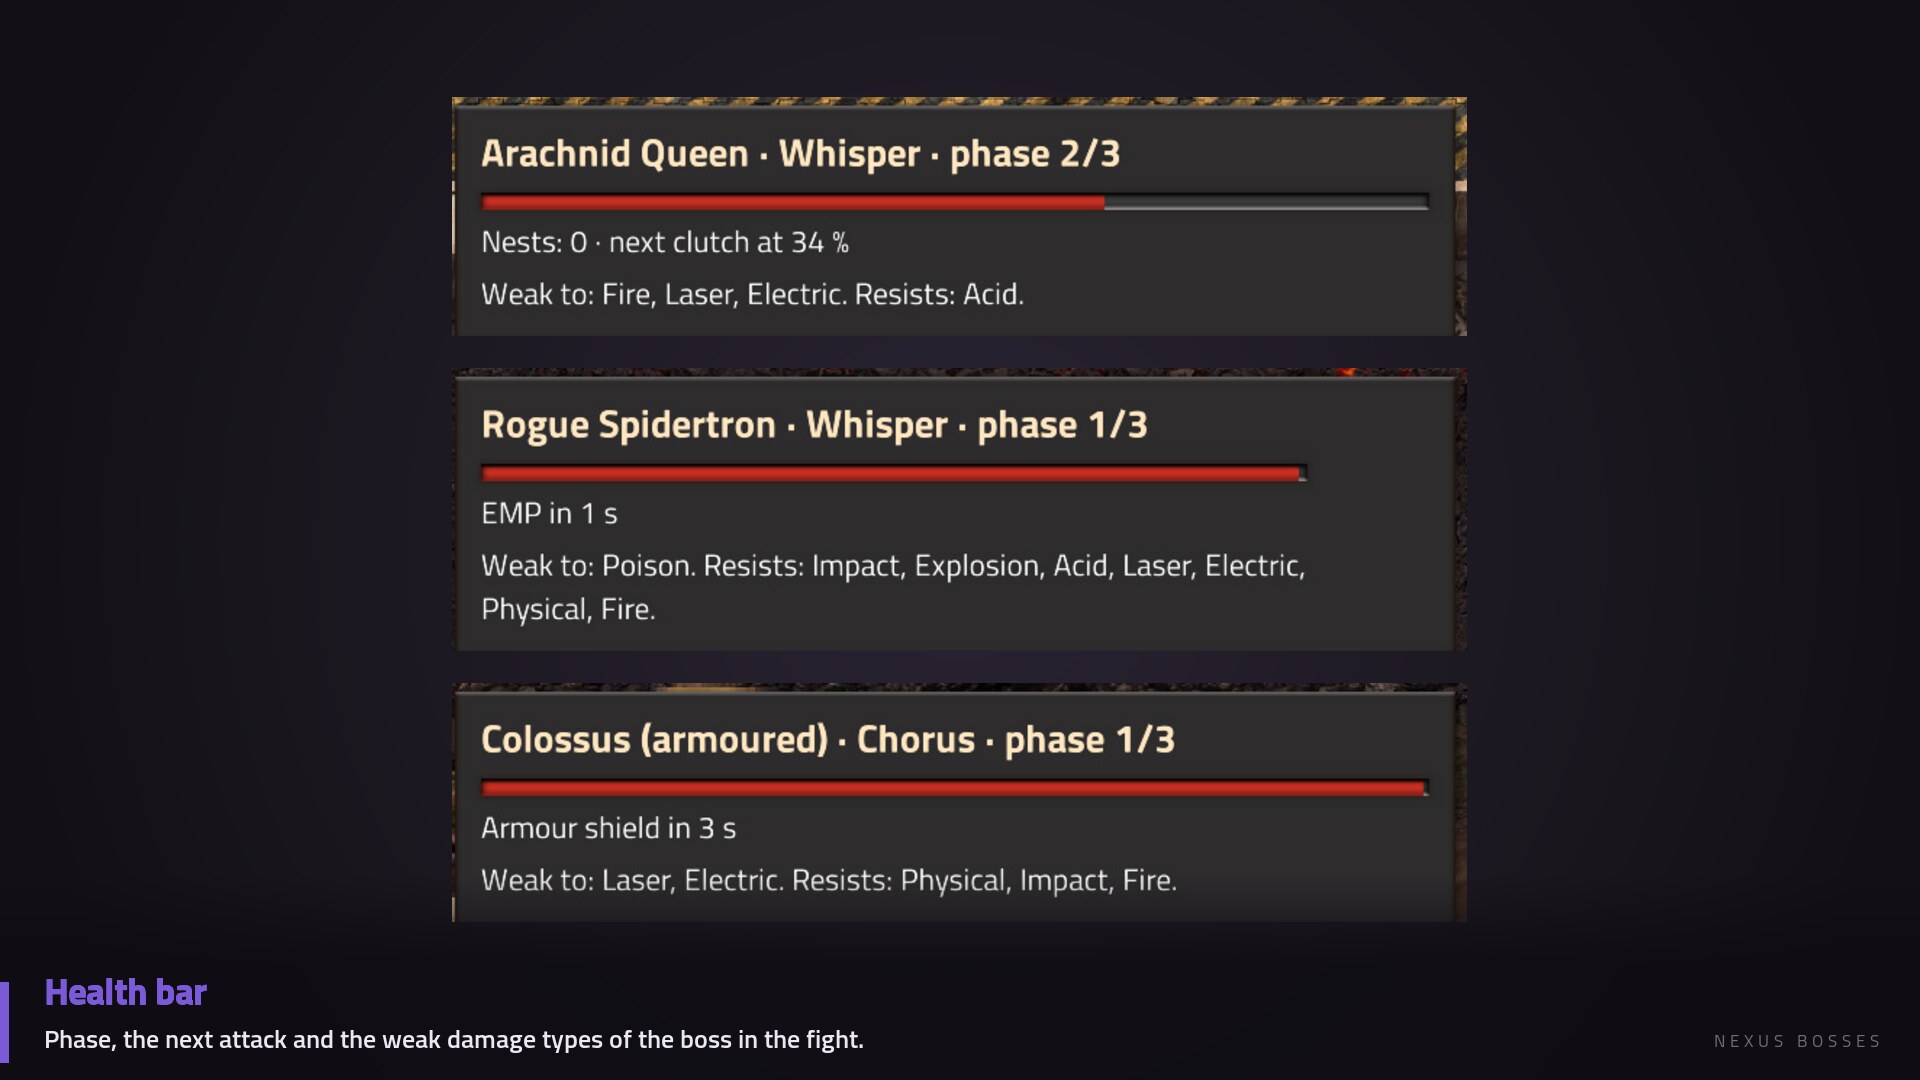 Arachnid Queen · Whisper · phase 2/3
Nests: 0 · next clutch at 34 %
Weak to: Fire, Laser, Electric. Resists: Acid.
Rogue Spidertron · Whisper · phase 1/3
EMP in 1 s
Weak to: Poison. Resists: Impact, Explosion, Acid, Laser, Electric,
Physical, Fire.
Colossus (armoured) · Chorus · phase 1/3
Armour shield in 3 s
Weak to: Laser, Electric. Resists: Physical, Impact, Fire.
Health bar
Phase, the next attack and the weak damage types of the boss in the fight.
NEXUS BOSSES